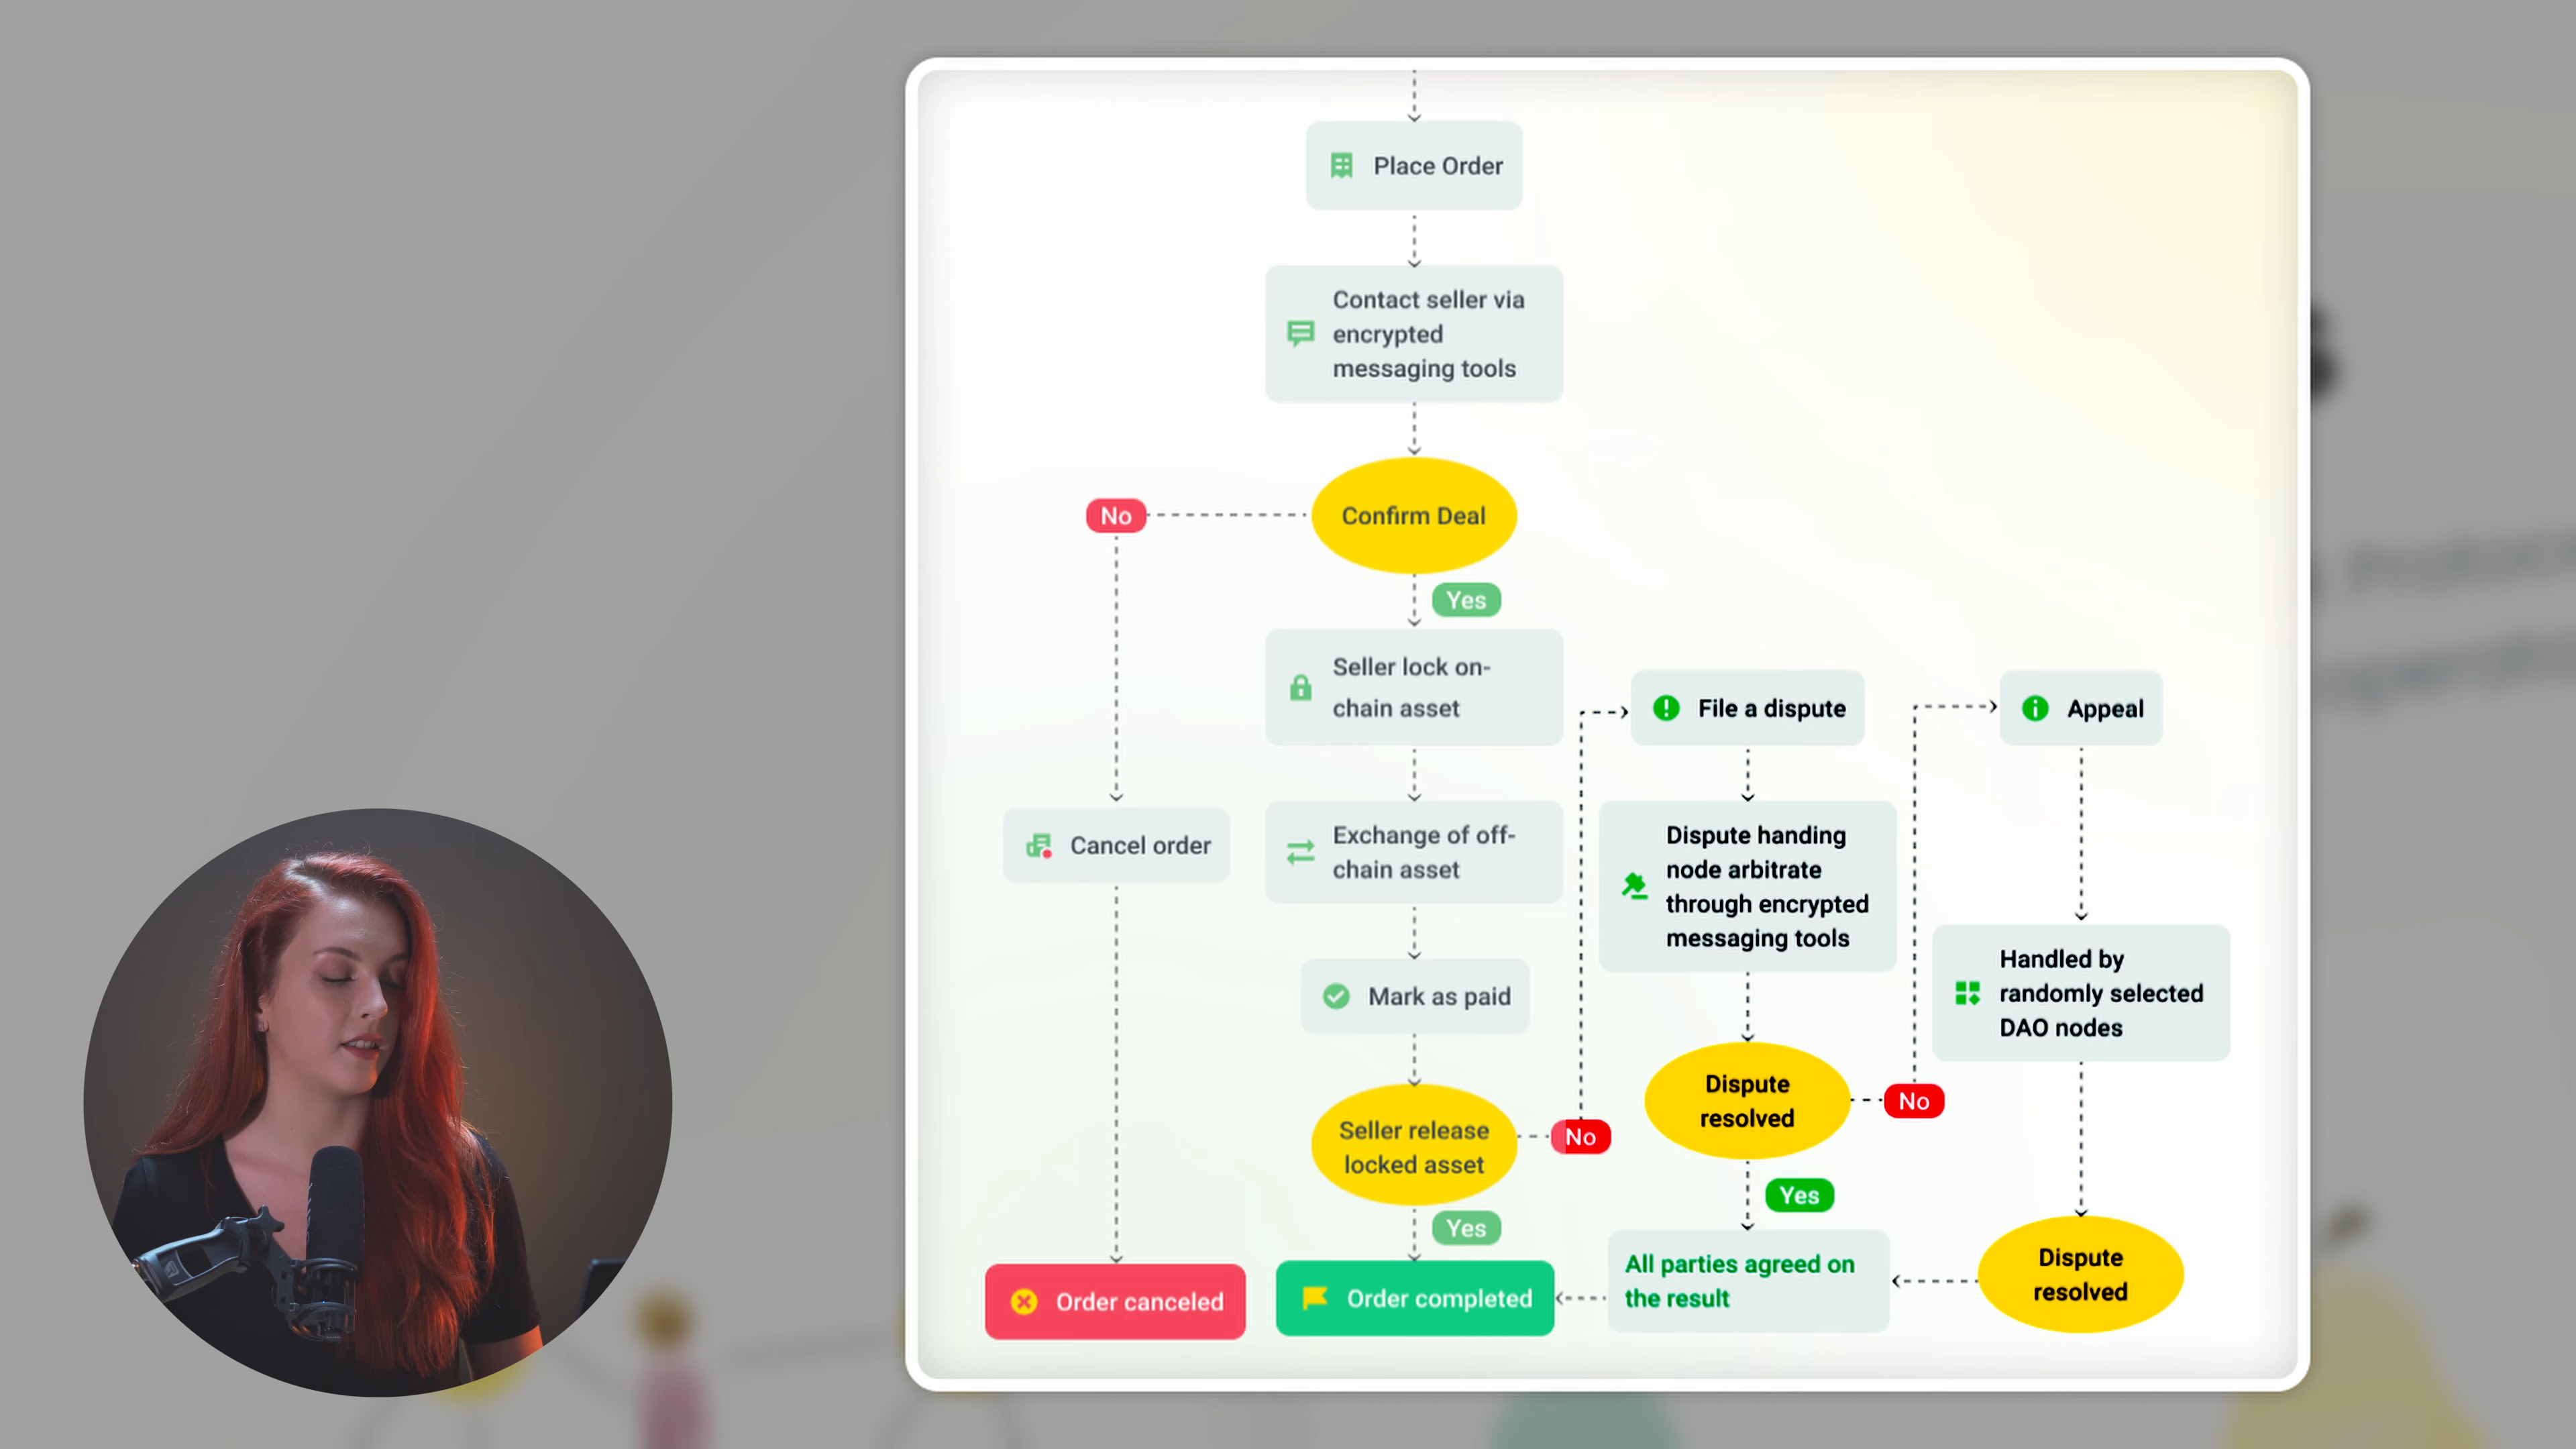 Place Order
Contact seller via
encrypted
messaging tools
Confirm Deal
No
Yes
Seller lock on-
chain asset
File a dispute
Appeal
Cancel order
Exchange of off-
chain asset
Dispute handing
node arbitrate
through encrypted
messaging tools
Mark as paid
Handled by
randomly selected
DAO nodes
Seller release
locked asset
No
Dispute
resolved
No
Yes
Yes
Order canceled
Order completed
All parties agreed on
the result
Dispute
resolved